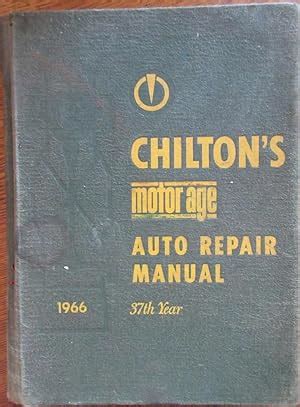 CHILTON'S
motor age
AUTO REPAIR
MANUAL
1966 37th Year